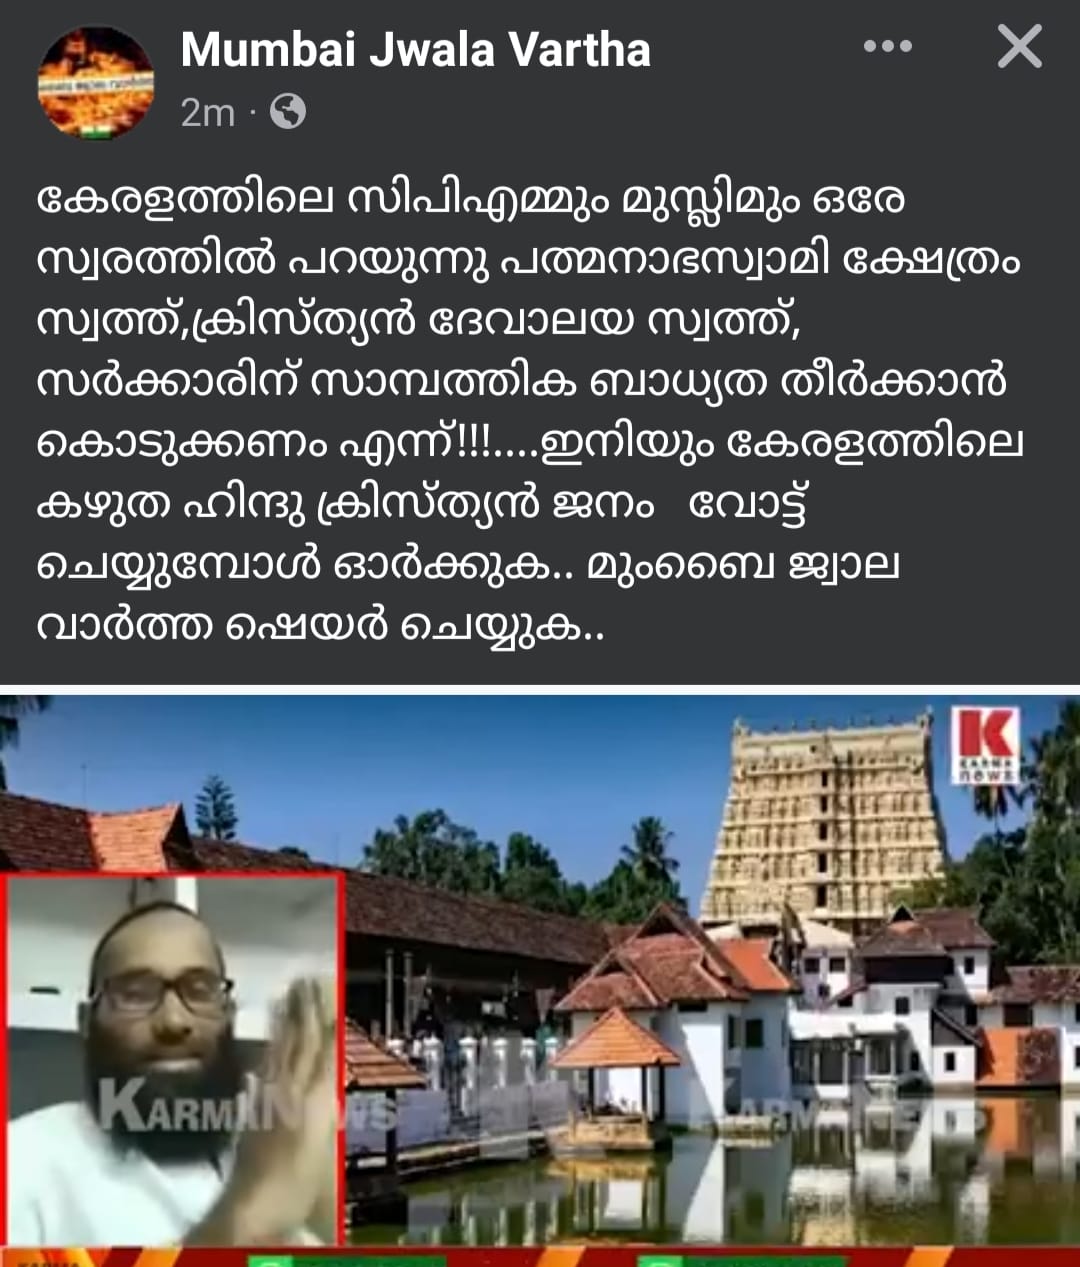 Mumbai Jwala Vartha
2m ·
കേരളത്തിലെ സിപിഎമ്മും മുസ്ലിമും ഒരേ
സ്വരത്തിൽ പറയുന്നു പത്മനാഭസ്വാമി ക്ഷേത്രം
സ്വത്ത്,ക്രിസ്ത്യൻ ദേവാലയ സ്വത്ത്,
സർക്കാരിന് സാമ്പത്തിക ബാധ്യത തീർക്കാൻ
കൊടുക്കണം എന്ന്!!!....ഇനിയും കേരളത്തിലെ
കഴുത ഹിന്ദു ക്രിസ്ത്യൻ ജനം വോട്ട്
ചെയ്യുമ്പോൾ ഓർക്കുക.. മുംബൈ ജ്വാല
വാർത്ത ഷെയർ ചെയ്യുക..
K
KARMA
news
KARMA NEWS
KARMA NEWS